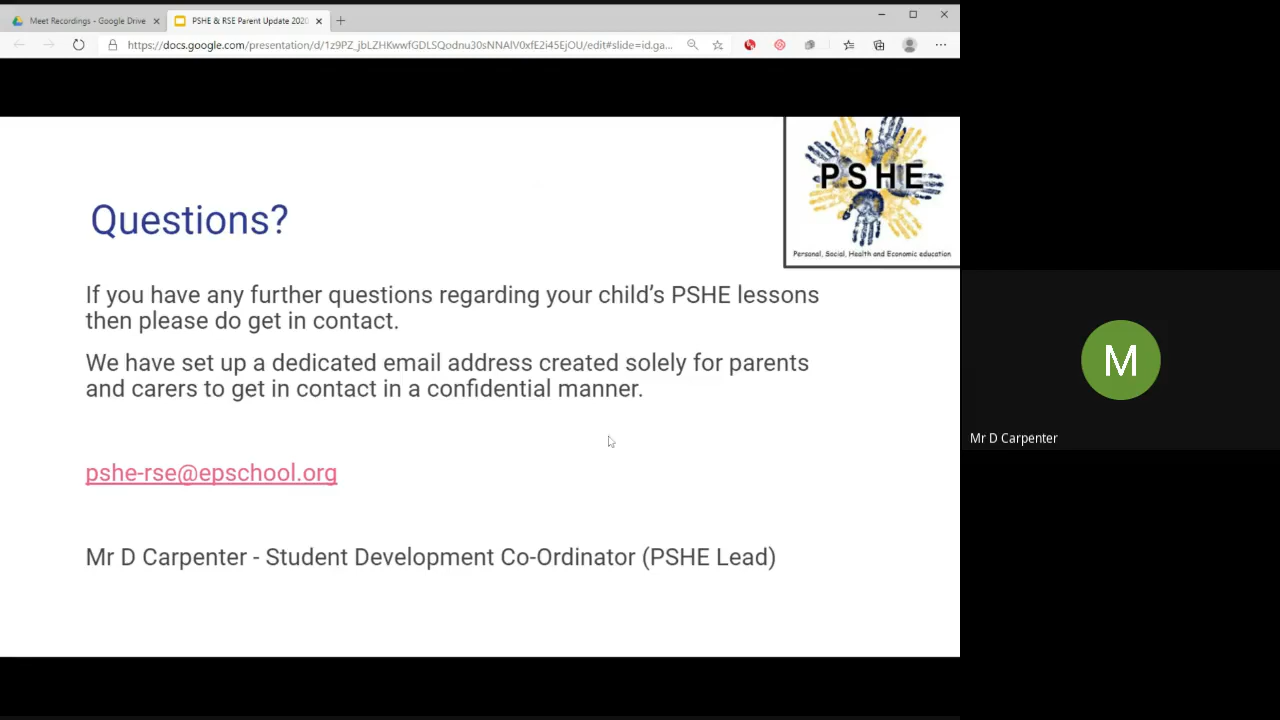 Meet Recordings - Google Drive
PSHE & RSE Parent Update 2020
https://docs.google.com/presentation/d/1z9PZ_jbLZHKwwfGDLSQodnu30sNNAlV0xfE2i45EjOU/edit#slide=id.ga...
PSHE
Personal, Social, Health and Economic education
Questions?
If you have any further questions regarding your child's PSHE lessons
then please do get in contact.
We have set up a dedicated email address created solely for parents
and carers to get in contact in a confidential manner.
pshe-rse@epschool.org
Mr D Carpenter - Student Development Co-Ordinator (PSHE Lead)
M
Mr D Carpenter